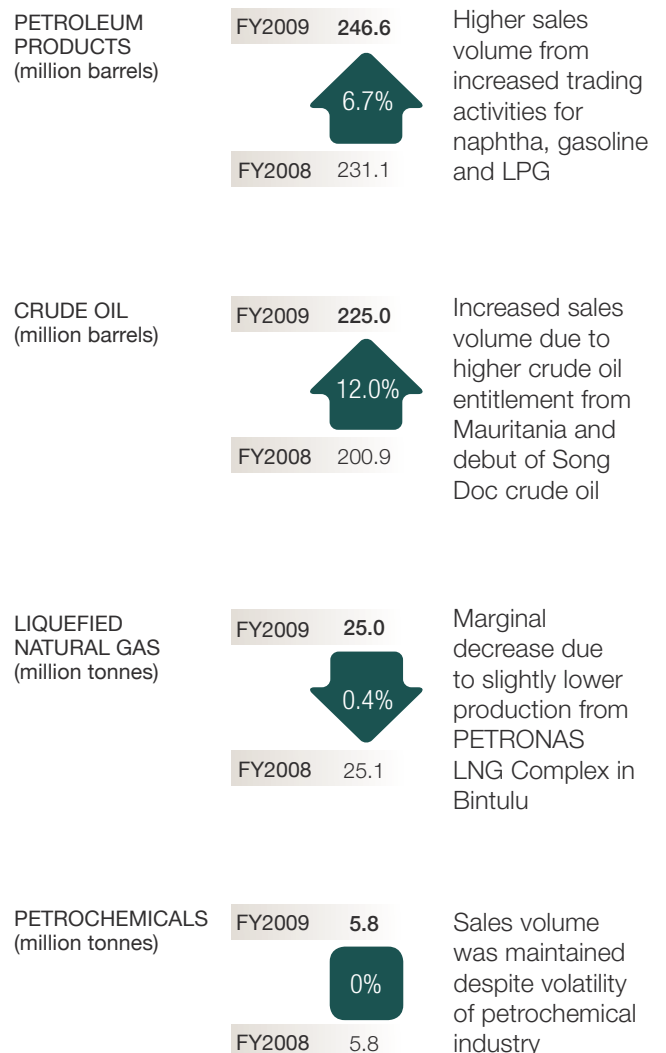 PETROLEUM
PRODUCTS
(million barrels)
FY2009 246.6
6.7%
FY2008 231.1
Higher sales
volume from
increased trading
activities for
naphtha, gasoline
and LPG
CRUDE OIL
(million barrels)
FY2009 225.0
12.0%
FY2008 200.9
Increased sales
volume due to
higher crude oil
entitlement from
Mauritania and
debut of Song
Doc crude oil
LIQUEFIED
NATURAL GAS
(million tonnes)
FY2009 25.0
0.4%
FY2008 25.1
Marginal
decrease due
to slightly lower
production from
PETRONAS
LNG Complex in
Bintulu
PETROCHEMICALS
(million tonnes)
FY2009 5.8
0%
FY2008 5.8
Sales volume
was maintained
despite volatility
of petrochemical
industry